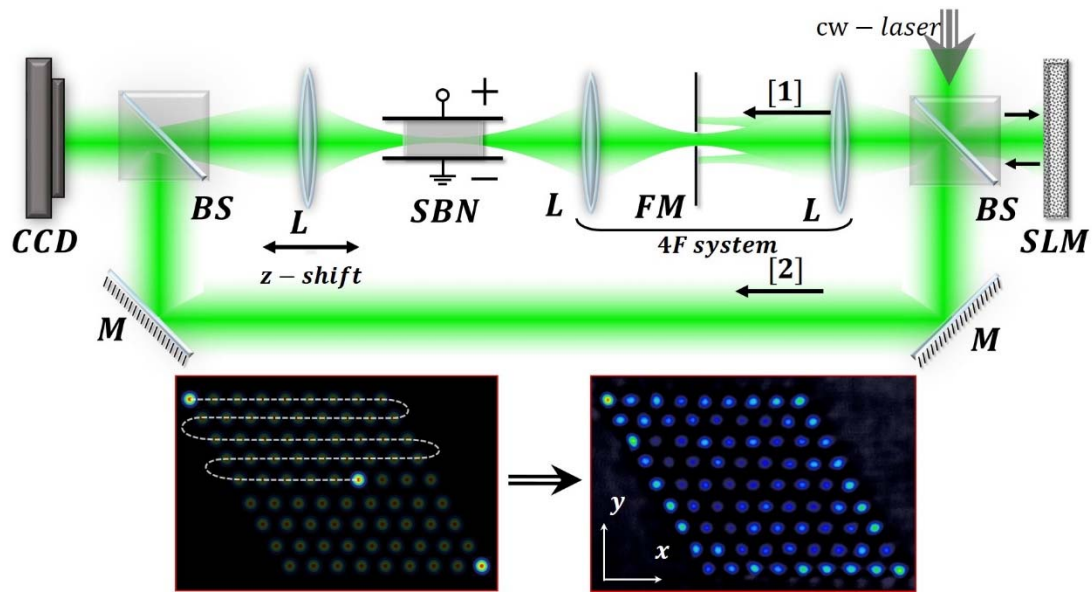 cw – laser
[1]
+
−
BS
L
SBN
L
FM
L
BS
CCD
SLM
z – shift
4F system
[2]
M
M
y
x